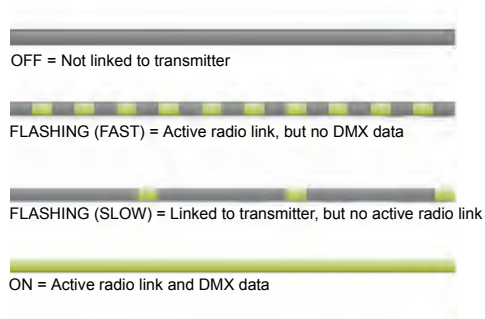 OFF = Not linked to transmitter
FLASHING (FAST) = Active radio link, but no DMX data
FLASHING (SLOW) = Linked to transmitter, but no active radio link
ON = Active radio link and DMX data